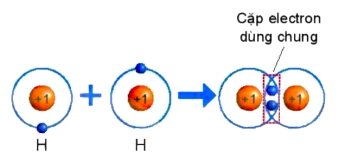 Cặp electron
dùng chung
+1 + +1 +1 +1
H H